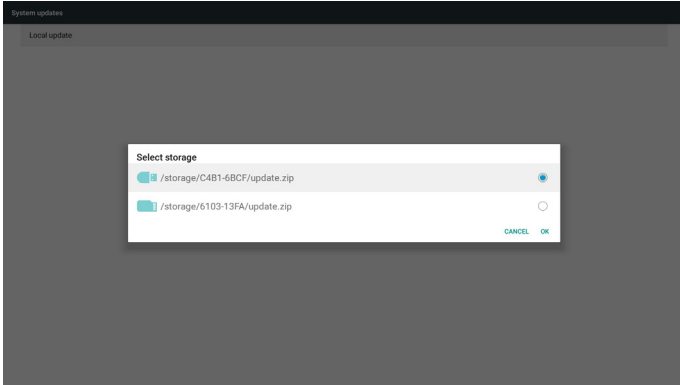 System updates
Local update
Select storage
/storage/C4B1-6BCF/update.zip
/storage/6103-13FA/update.zip
CANCEL OK